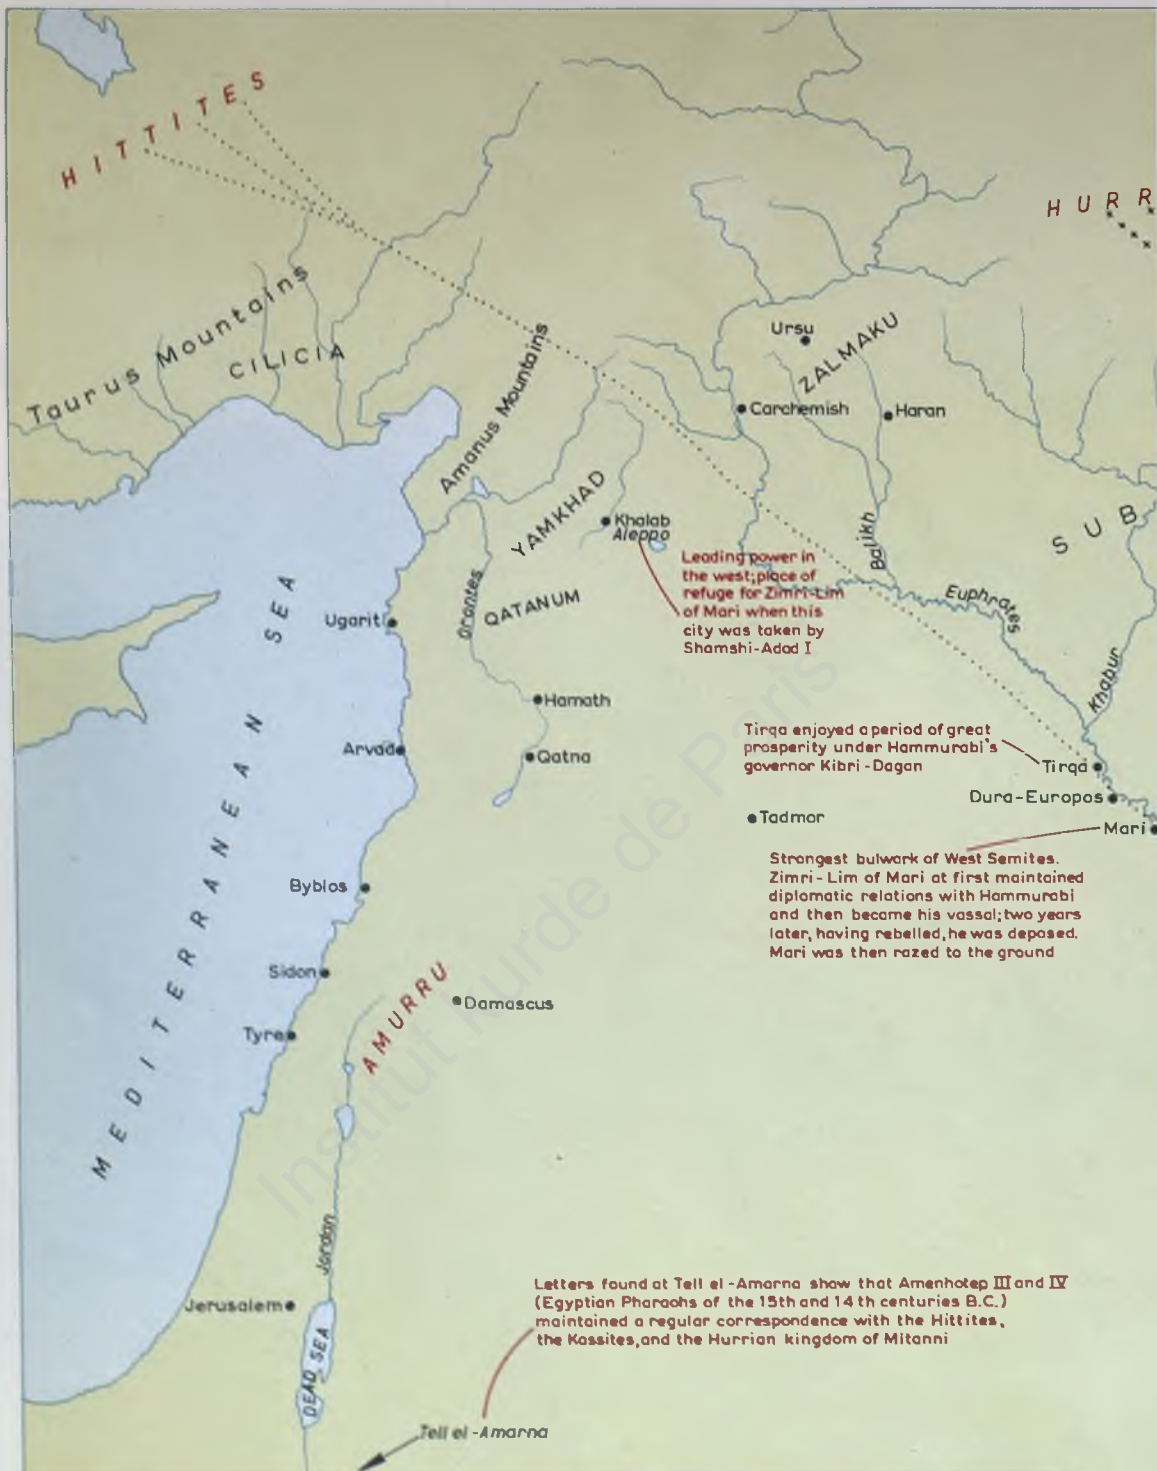 HITTITES
HURR
Taurus Mountains
CILICIA
Amanus Mountains
Ursu
ZALMAKU
Carchemish
Haran
YAMKHAD
Khalab
Aleppo
Balikh
SUB
Leading power in
the west; place of
refuge for Zimri-Lim
of Mari when this
city was taken by
Shamshi-Adad I
Orontes
QATANUM
Euphrates
Ugarit
Khabur
Hamath
Arvad
Qatna
Tirqa enjoyed a period of great
prosperity under Hammurabi's
governor Kibri-Dagan
Tirqa
Dura-Europos
Tadmor
Mari
Strongest bulwark of West Semites.
Zimri-Lim of Mari at first maintained
diplomatic relations with Hammurabi
and then became his vassal; two years
later, having rebelled, he was deposed.
Mari was then razed to the ground
MEDITERRANEAN SEA
Byblos
Sidon
AMURRU
Damascus
Tyre
Jordan
Jerusalem
DEAD SEA
Letters found at Tell el-Amarna show that Amenhotep III and IV
(Egyptian Pharaohs of the 15th and 14th centuries B.C.)
maintained a regular correspondence with the Hittites,
the Kassites, and the Hurrian kingdom of Mitanni
Tell el-Amarna
Institut kurde de Paris